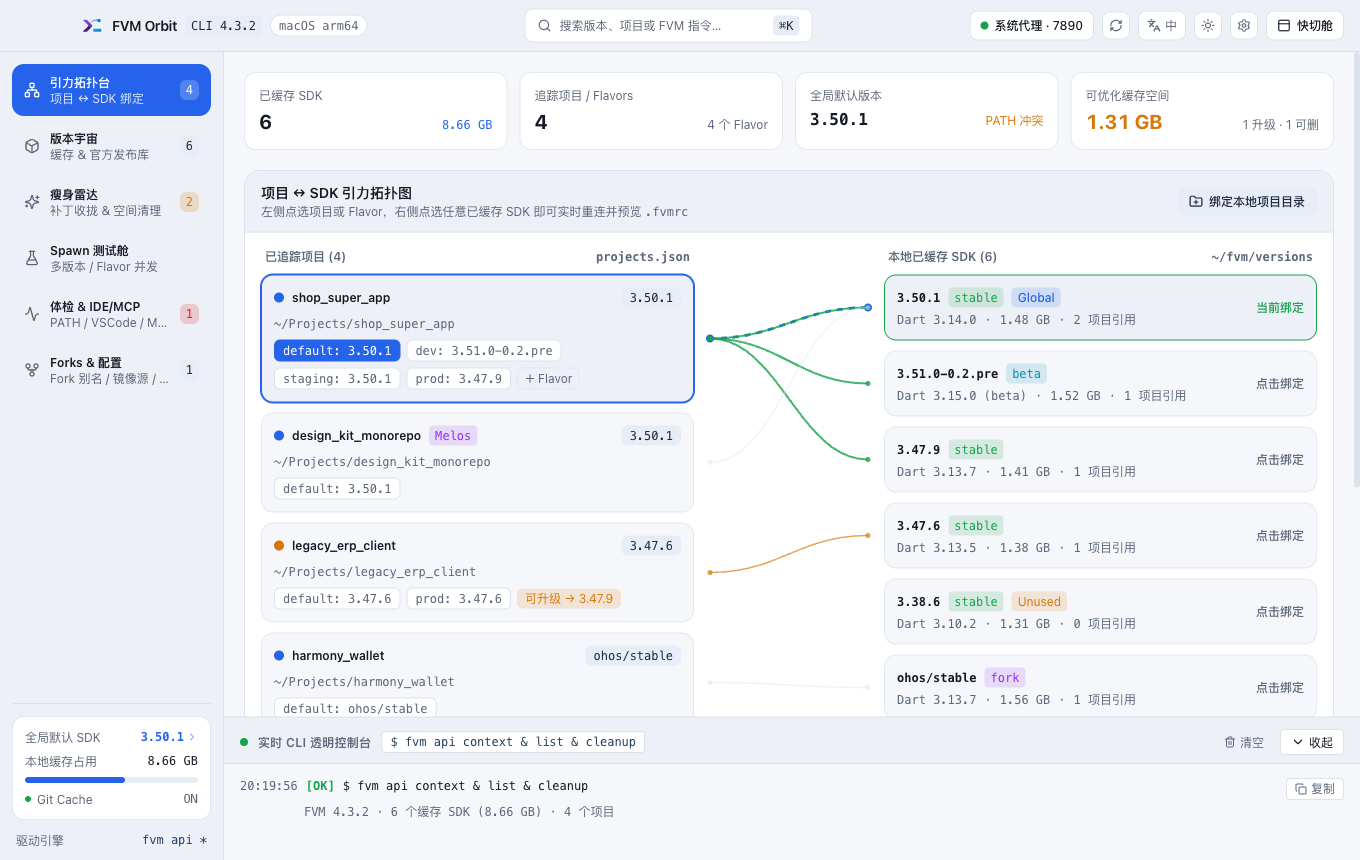 FVM Orbit CLI 4.3.2 macOS arm64
搜索版本、项目或 FVM 指令... ⌘K
系统代理 · 7890
中
快切舱
引力拓扑台
项目 ↔ SDK 绑定
4
版本宇宙
缓存 & 官方发布库
6
瘦身雷达
补丁收拢 & 空间清理
2
Spawn 测试舱
多版本 / Flavor 并发
体检 & IDE/MCP
PATH / VSCode / M...
1
Forks & 配置
Fork 别名 / 镜像源 / ...
1
全局默认 SDK 3.50.1 ›
本地缓存占用 8.66 GB
Git Cache ON
驱动引擎 fvm api *
已缓存 SDK
6 8.66 GB
追踪项目 / Flavors
4 4 个 Flavor
全局默认版本
3.50.1 PATH 冲突
可优化缓存空间
1.31 GB 1 升级 · 1 可删
项目 ↔ SDK 引力拓扑图
左侧点选项目或 Flavor，右侧点选任意已缓存 SDK 即可实时重连并预览 .fvmrc
绑定本地项目目录
已追踪项目 (4) projects.json
shop_super_app 3.50.1
~/Projects/shop_super_app
default: 3.50.1 dev: 3.51.0-0.2.pre
staging: 3.50.1 prod: 3.47.9 + Flavor
design_kit_monorepo Melos 3.50.1
~/Projects/design_kit_monorepo
default: 3.50.1
legacy_erp_client 3.47.6
~/Projects/legacy_erp_client
default: 3.47.6 prod: 3.47.6 可升级 → 3.47.9
harmony_wallet ohos/stable
~/Projects/harmony_wallet
default: ohos/stable
本地已缓存 SDK (6) ~/fvm/versions
3.50.1 stable Global
Dart 3.14.0 · 1.48 GB · 2 项目引用
当前绑定
3.51.0-0.2.pre beta
Dart 3.15.0 (beta) · 1.52 GB · 1 项目引用
点击绑定
3.47.9 stable
Dart 3.13.7 · 1.41 GB · 1 项目引用
点击绑定
3.47.6 stable
Dart 3.13.5 · 1.38 GB · 1 项目引用
点击绑定
3.38.6 stable Unused
Dart 3.10.2 · 1.31 GB · 0 项目引用
点击绑定
ohos/stable fork
Dart 3.13.7 · 1.56 GB · 1 项目引用
点击绑定
实时 CLI 透明控制台 $ fvm api context & list & cleanup
清空 收起
20:19:56 [OK] $ fvm api context & list & cleanup
复制
FVM 4.3.2 · 6 个缓存 SDK (8.66 GB) · 4 个项目